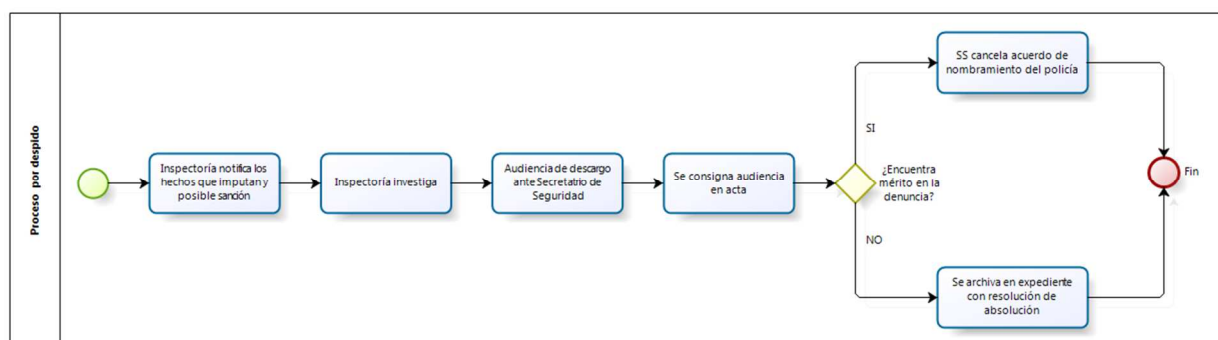 Proceso por despido
Inspectoría notifica los
hechos que imputan y
posible sanción
Inspectoría investiga
Audiencia de descargo
ante Secretatrio de
Seguridad
Se consigna audiencia
en acta
¿Encuentra
mérito en la
denuncia?
SI
SS cancela acuerdo de
nombramiento del policía
NO
Se archiva en expediente
con resolución de
absolución
Fin